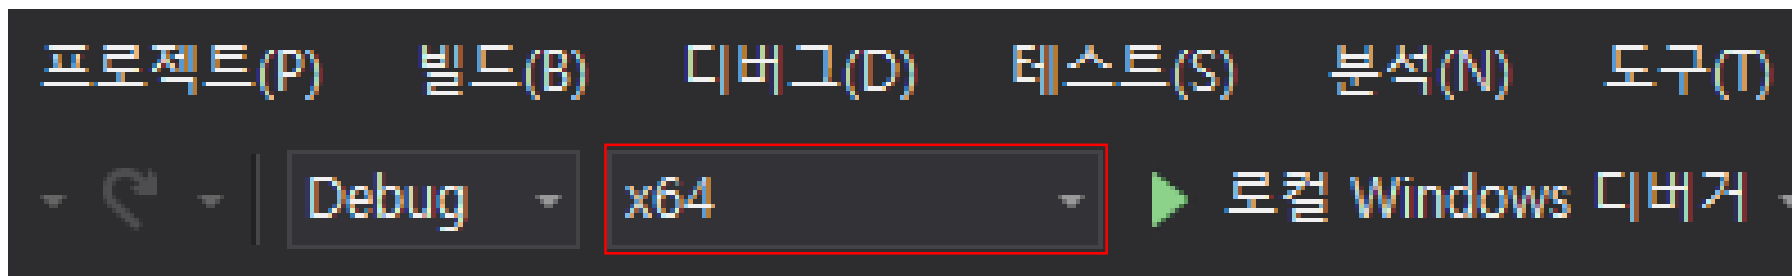 프로젝트(P) 빌드(B) 디버그(D) 테스트(S) 분석(N) 도구(T)
Debug x64 로컬 Windows 디버거